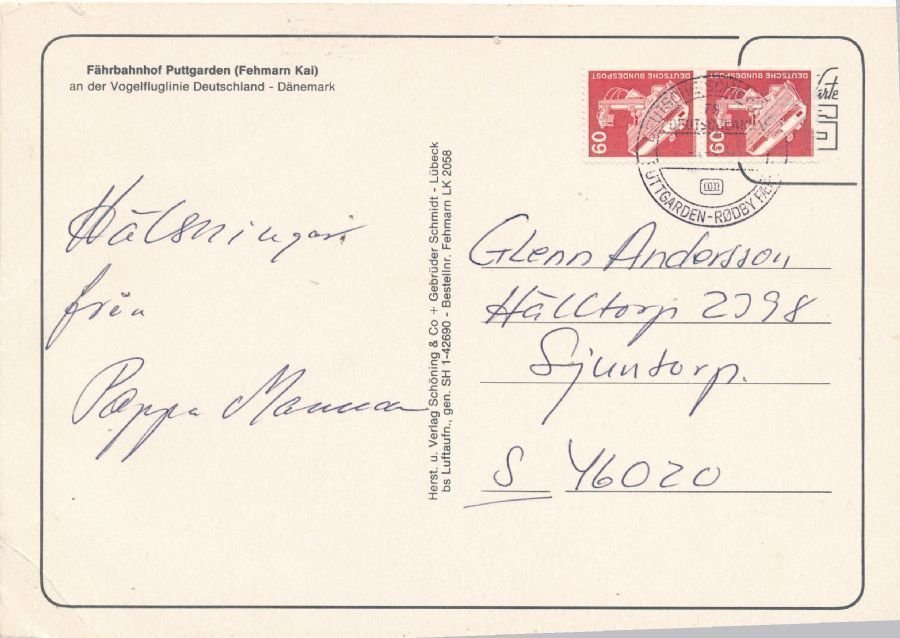 Fährbahnhof Puttgarden (Fehmarn Kai)
an der Vogelfluglinie Deutschland - Dänemark
Hälsningar
från
Pappa Mamma
Herst. u. Verlag Schöning & Co + Gebrüder Schmidt - Lübeck
bs Luftaufn., gen. SH 1-42690 - Bestellnr. Fehmarn LK 2058
DEUTSCHE BUNDESPOST
60
DEUTSCHE BUNDESPOST
60
PUTTGARDEN-RØDBY
DB
Glenn Andersson
Hälltorp 2398
Sjuntorp.
S 46020